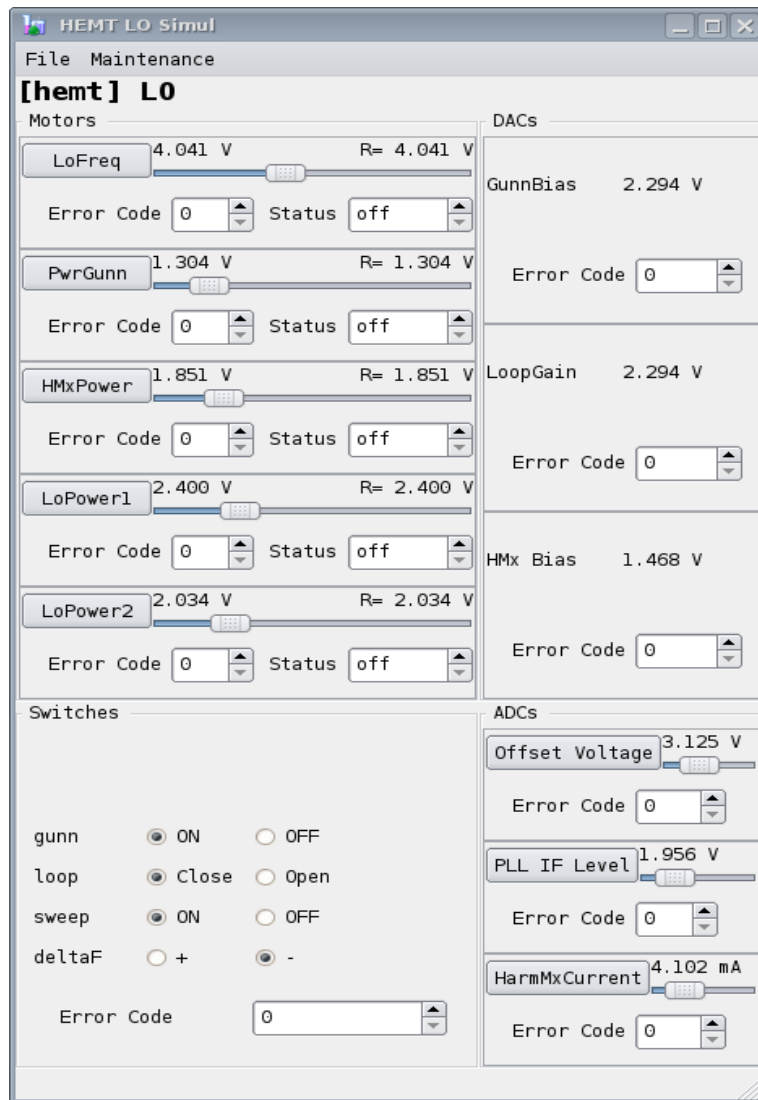 HEMT LO Simul
File Maintenance
[hemt] LO
Motors
LoFreq 4.041 V R= 4.041 V
Error Code 0 Status off
PwrGunn 1.304 V R= 1.304 V
Error Code 0 Status off
HMxPower 1.851 V R= 1.851 V
Error Code 0 Status off
LoPower1 2.400 V R= 2.400 V
Error Code 0 Status off
LoPower2 2.034 V R= 2.034 V
Error Code 0 Status off
DACs
GunnBias 2.294 V
Error Code 0
LoopGain 2.294 V
Error Code 0
HMx Bias 1.468 V
Error Code 0
Switches
gunn ON OFF
loop Close Open
sweep ON OFF
deltaF + -
Error Code 0
ADCs
Offset Voltage 3.125 V
Error Code 0
PLL IF Level 1.956 V
Error Code 0
HarmMxCurrent 4.102 mA
Error Code 0